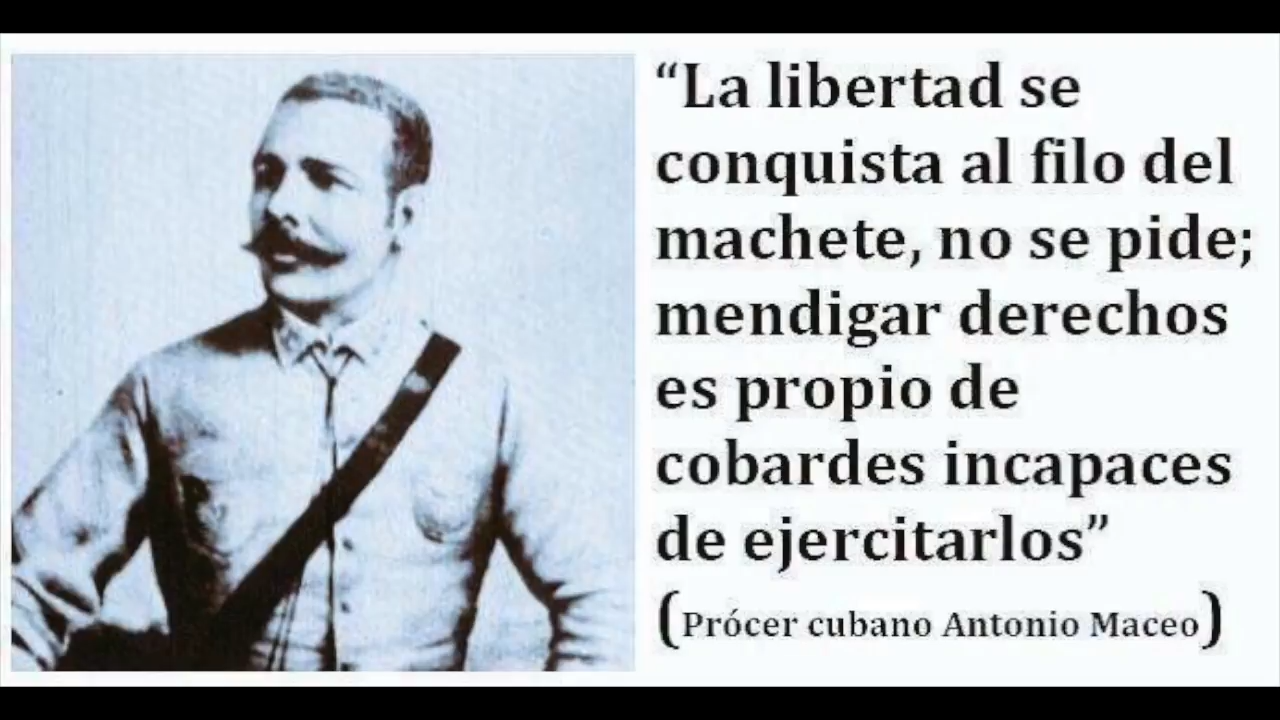 “La libertad se
conquista al filo del
machete, no se pide;
mendigar derechos
es propio de
cobardes incapaces
de ejercitarlos”
(Prócer cubano Antonio Maceo)